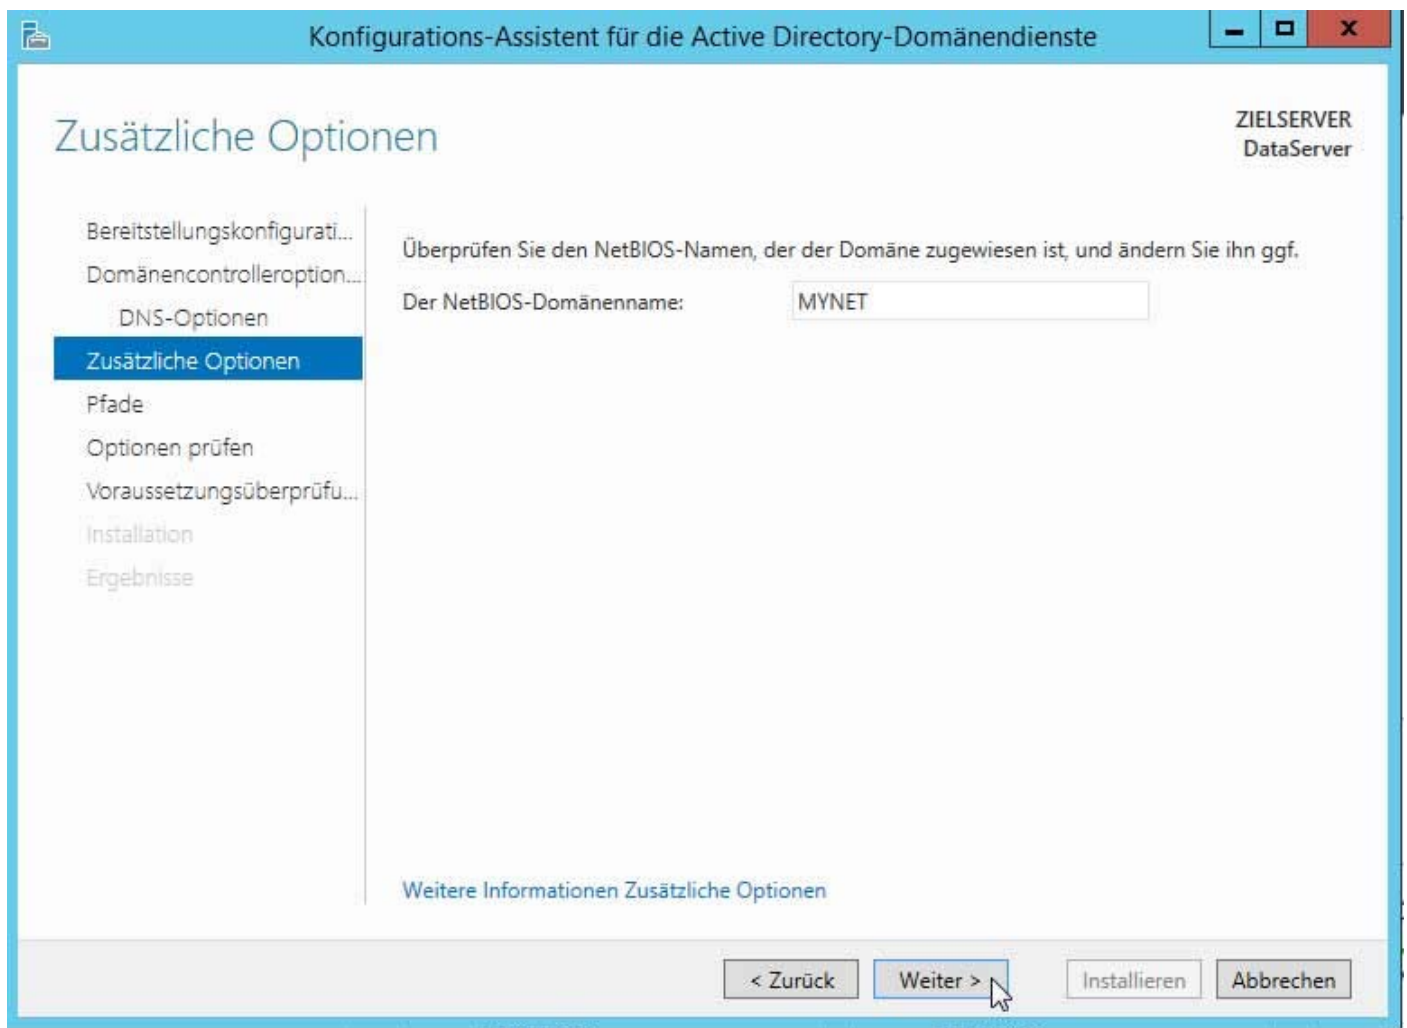 Konfigurations-Assistent für die Active Directory-Domänendienste
Zusätzliche Optionen
ZIELSERVER
DataServer
Bereitstellungskonfigurati...
Domänencontrolleroption...
DNS-Optionen
Zusätzliche Optionen
Pfade
Optionen prüfen
Voraussetzungsüberprüfu...
Installation
Ergebnisse
Überprüfen Sie den NetBIOS-Namen, der der Domäne zugewiesen ist, und ändern Sie ihn ggf.
Der NetBIOS-Domänenname: MYNET
Weitere Informationen Zusätzliche Optionen
< Zurück Weiter > Installieren Abbrechen